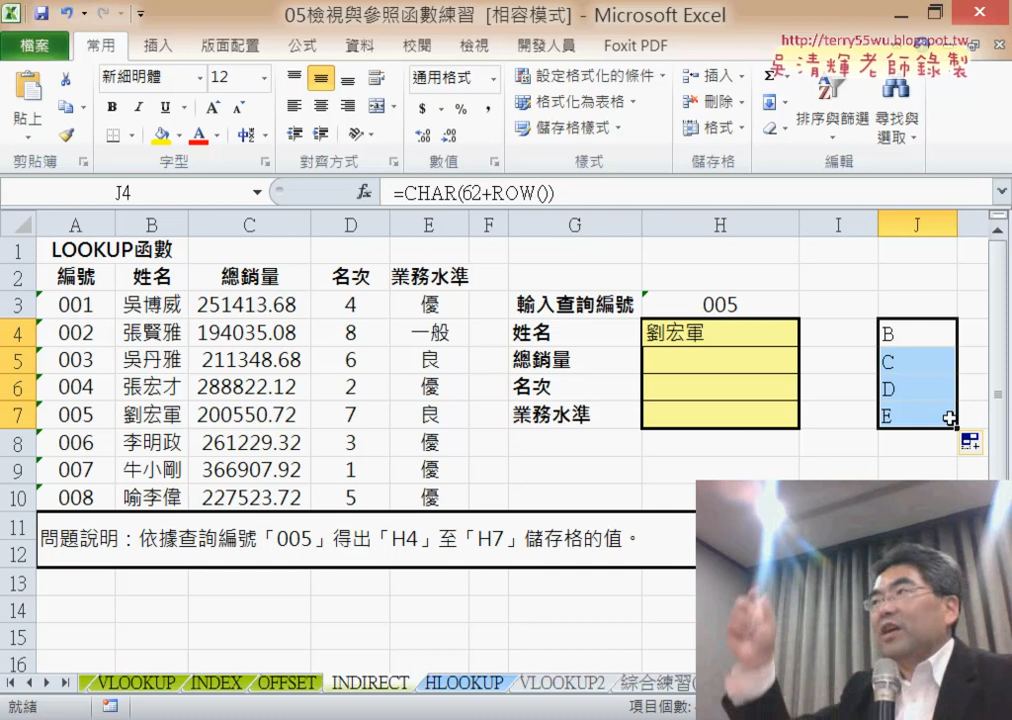 05檢視與參照函數練習 [相容模式] - Microsoft Excel
http://terry55wu.blogspot.tw
吳清輝老師錄製
檔案 常用 插入 版面配置 公式 資料 校閱 檢視 開發人員 Foxit PDF
貼上
新細明體 12
B I U A A
中
通用格式
$ % ,
設定格式化的條件
格式化為表格
儲存格樣式
插入
刪除
格式
Σ
排序與篩選
尋找與選取
剪貼簿 字型 對齊方式 數值 樣式 儲存格 編輯
J4 fx =CHAR(62+ROW())
A B C D E F G H I J
1 LOOKUP函數
2 編號 姓名 總銷量 名次 業務水準
3 001 吳博威 251413.68 4 優 輸入查詢編號 005
4 002 張賢雅 194035.08 8 一般 姓名 劉宏軍 B
5 003 吳丹雅 211348.68 6 良 總銷量 C
6 004 張宏才 288822.12 2 優 名次 D
7 005 劉宏軍 200550.72 7 良 業務水準 E
8 006 李明政 261229.32 3 優
9 007 牛小剛 366907.92 1 優
10 008 喻李偉 227523.72 5 優
11 問題說明：依據查詢編號「005」得出「H4」至「H7」儲存格的值。
12
13
14
15
16
VLOOKUP INDEX OFFSET INDIRECT HLOOKUP VLOOKUP2 綜合練習(
就緒 項目個數: